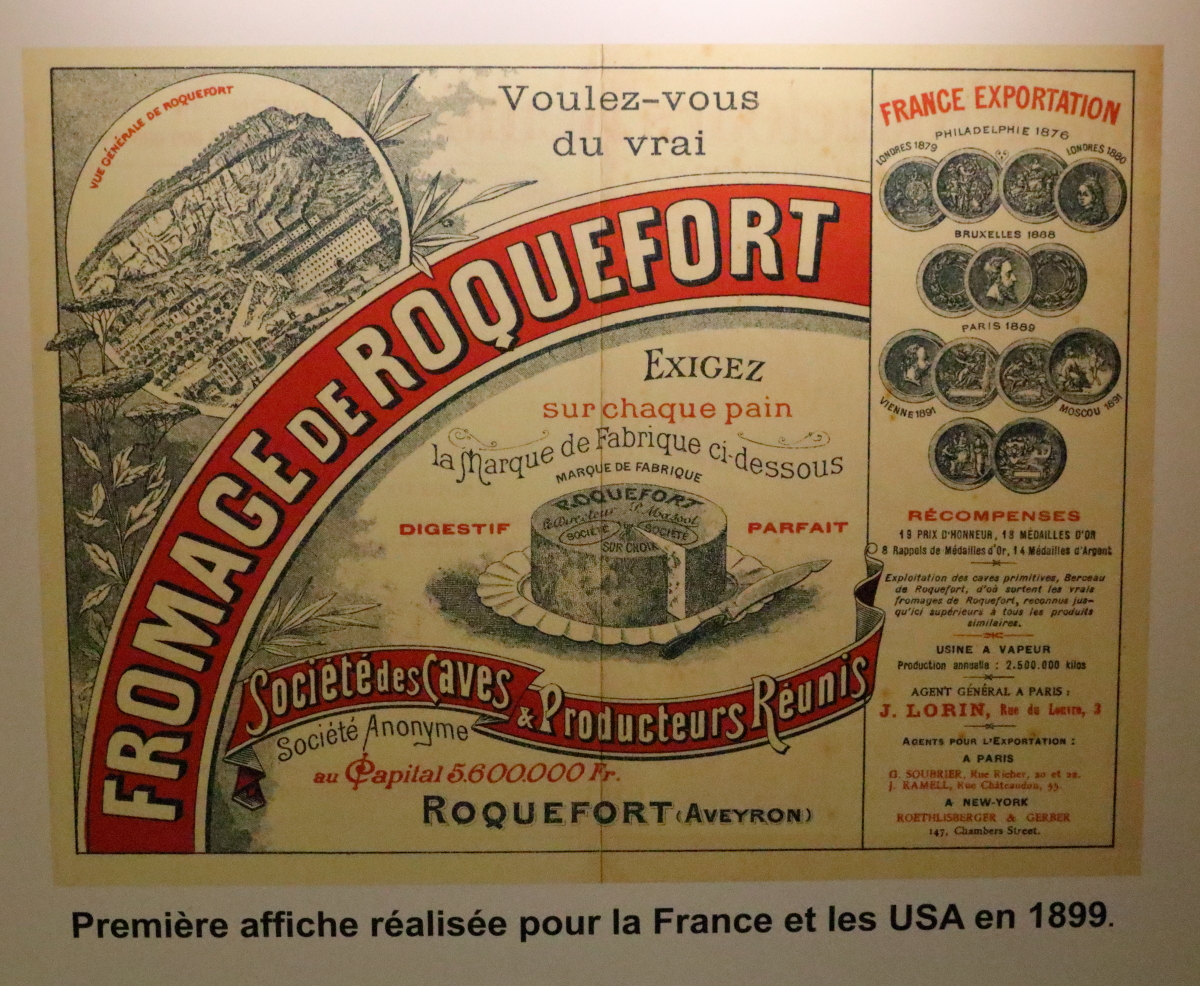 VUE GÉNÉRALE DE ROQUEFORT
Voulez-vous
du vrai
FROMAGE DE ROQUEFORT
EXIGEZ
sur chaque pain
la Marque de Fabrique ci-dessous
MARQUE DE FABRIQUE
ROQUEFORT
Le Directeur
SOCIÉTÉ
SOCIÉTÉ
SUR CHOIX
DIGESTIF
PARFAIT
Société des Caves
& Producteurs Réunis
Société Anonyme
au Capital 5.600.000 Fr.
ROQUEFORT (AVEYRON)
FRANCE EXPORTATION
PHILADELPHIE 1876
LONDRES 1879
LONDRES 1880
BRUXELLES 1888
PARIS 1889
VIENNE 1891
MOSCOU 1891
RÉCOMPENSES
19 PRIX D'HONNEUR, 18 MÉDAILLES D'OR
8 Rappels de Médailles d'Or, 14 Médailles d'Argent
Exploitation des caves primitives, Berceau
de Roquefort, d'où sortent les vrais
fromages de Roquefort, reconnus jus-
qu'ici supérieurs à tous les produits
similaires.
USINE A VAPEUR
Production annuelle : 2.500.000 kilos
AGENT GÉNÉRAL A PARIS :
J. LORIN, Rue du Louvre, 3
AGENTS POUR L'EXPORTATION :
A PARIS
G. SOUBRIER, Rue Richer, 20 et 22.
J. RAMELL, Rue Châteaudun, 55.
A NEW-YORK
ROETHLISBERGER & GERBER
147, Chambers Street.
Première affiche réalisée pour la France et les USA en 1899.